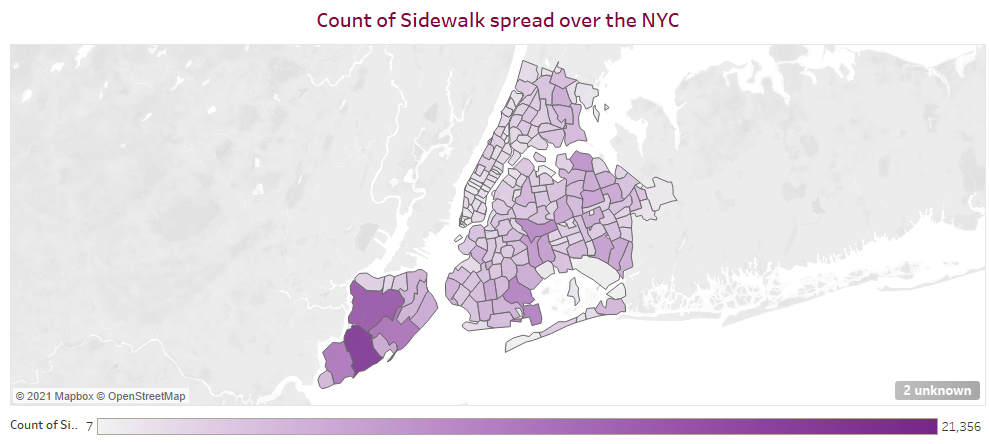 Count of Sidewalk spread over the NYC
© 2021 Mapbox © OpenStreetMap
2 unknown
Count of Si.. 7 21,356